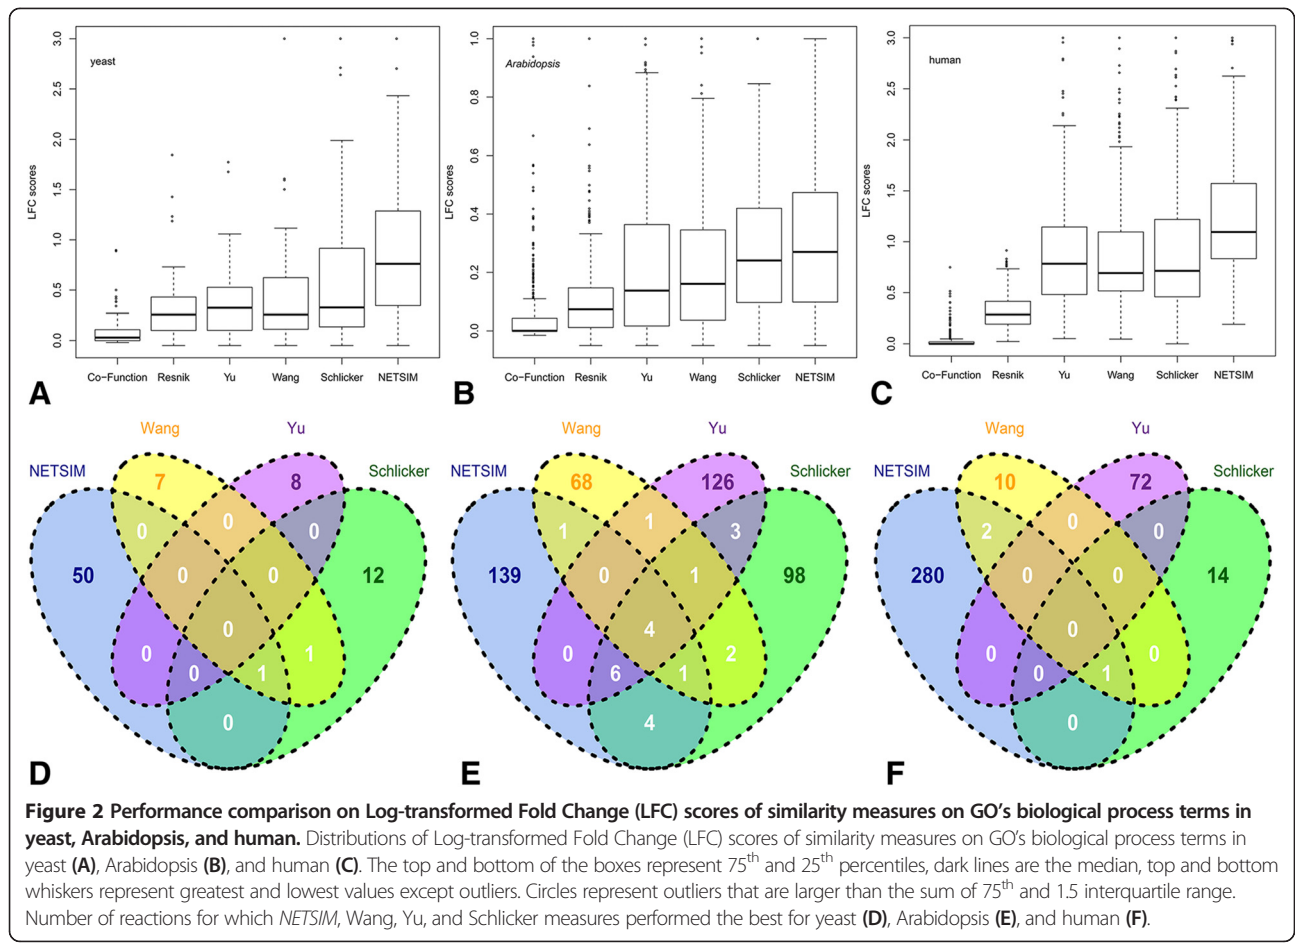 yeast
LFC scores
3.0
2.5
2.0
1.5
1.0
0.5
0.0
Co−Function Resnik Yu Wang Schlicker NETSIM
A
Arabidopsis
LFC scores
1.0
0.8
0.6
0.4
0.2
0.0
Co−Function Resnik Yu Wang Schlicker NETSIM
B
human
LFC scores
3.0
2.5
2.0
1.5
1.0
0.5
0.0
Co−Function Resnik Yu Wang Schlicker NETSIM
C
Wang Yu
NETSIM Schlicker
7 8
0 0 0
50 0 0 12
0
0 0 1 1
0
D
Wang Yu
NETSIM Schlicker
68 126
1 1 3
139 0 1 98
4
0 6 1 2
4
E
Wang Yu
NETSIM Schlicker
10 72
2 0 0
280 0 0 14
0
0 0 1 0
0
F
Figure 2 Performance comparison on Log-transformed Fold Change (LFC) scores of similarity measures on GO's biological process terms in
yeast, Arabidopsis, and human. Distributions of Log-transformed Fold Change (LFC) scores of similarity measures on GO's biological process terms in
yeast (A), Arabidopsis (B), and human (C). The top and bottom of the boxes represent 75th and 25th percentiles, dark lines are the median, top and bottom
whiskers represent greatest and lowest values except outliers. Circles represent outliers that are larger than the sum of 75th and 1.5 interquartile range.
Number of reactions for which NETSIM, Wang, Yu, and Schlicker measures performed the best for yeast (D), Arabidopsis (E), and human (F).